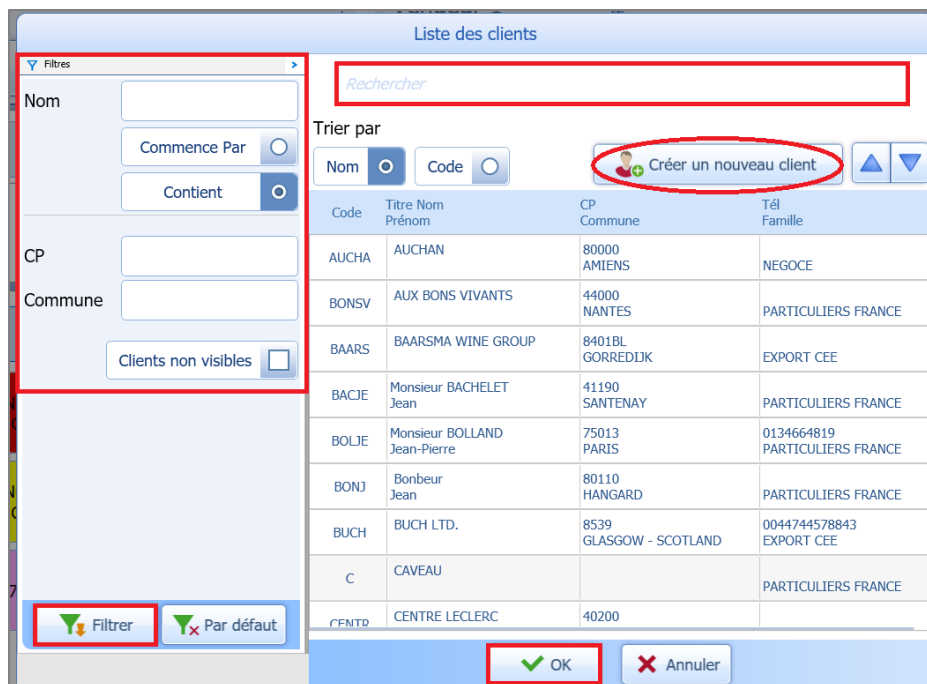 Liste des clients
Filtres
Nom
Commence Par
Contient
CP
Commune
Clients non visibles
Filtrer
Par défaut
Rechercher
Trier par
Nom
Code
Créer un nouveau client
Code
Titre Nom
Prénom
CP
Commune
Tél
Famille
AUCHA
AUCHAN
80000
AMIENS
NEGOCE
BONSV
AUX BONS VIVANTS
44000
NANTES
PARTICULIERS FRANCE
BAARS
BAARSMA WINE GROUP
8401BL
GORREDIJK
EXPORT CEE
BACJE
Monsieur BACHELET
Jean
41190
SANTENAY
PARTICULIERS FRANCE
BOLJE
Monsieur BOLLAND
Jean-Pierre
75013
PARIS
0134664819
PARTICULIERS FRANCE
BONJ
Bonbeur
Jean
80110
HANGARD
PARTICULIERS FRANCE
BUCH
BUCH LTD.
8539
GLASGOW - SCOTLAND
0044744578843
EXPORT CEE
C
CAVEAU
PARTICULIERS FRANCE
CENTR
CENTRE LECLERC
40200
OK
Annuler